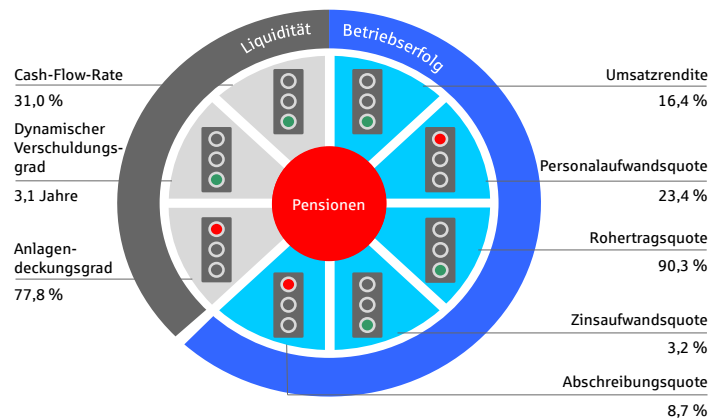 Liquidität
Betriebserfolg
Cash-Flow-Rate
31,0 %
Dynamischer
Verschuldungs-
grad
3,1 Jahre
Anlagen-
deckungsgrad
77,8 %
Pensionen
Umsatzrendite
16,4 %
Personalaufwandsquote
23,4 %
Rohertragsquote
90,3 %
Zinsaufwandsquote
3,2 %
Abschreibungsquote
8,7 %